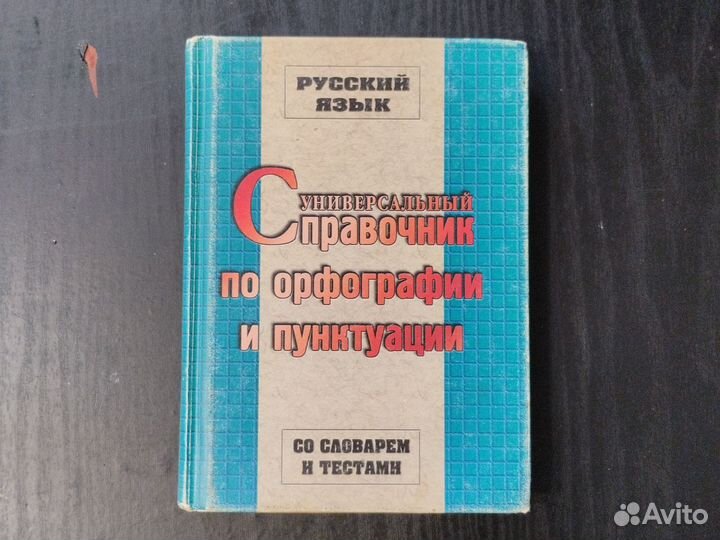 РУССКИЙ
ЯЗЫК
УНИВЕРСАЛЬНЫЙ
Справочник
по орфографии
и пунктуации
СО СЛОВАРЕМ
И ТЕСТАМИ
Avito